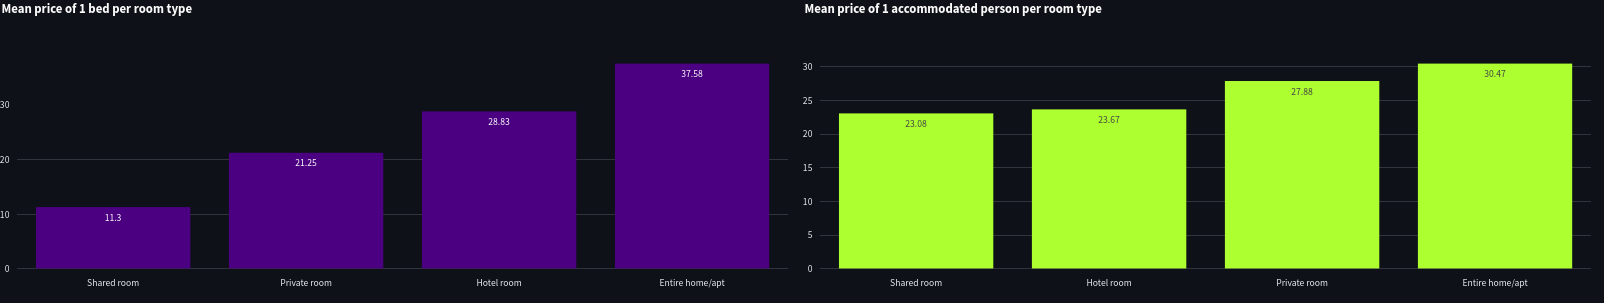 Mean price of 1 bed per room type
30
20
10
0
37.58
28.83
21.25
11.3
Shared room
Private room
Hotel room
Entire home/apt
Mean price of 1 accommodated person per room type
30
25
20
15
10
5
0
23.08
23.67
27.88
30.47
Shared room
Hotel room
Private room
Entire home/apt